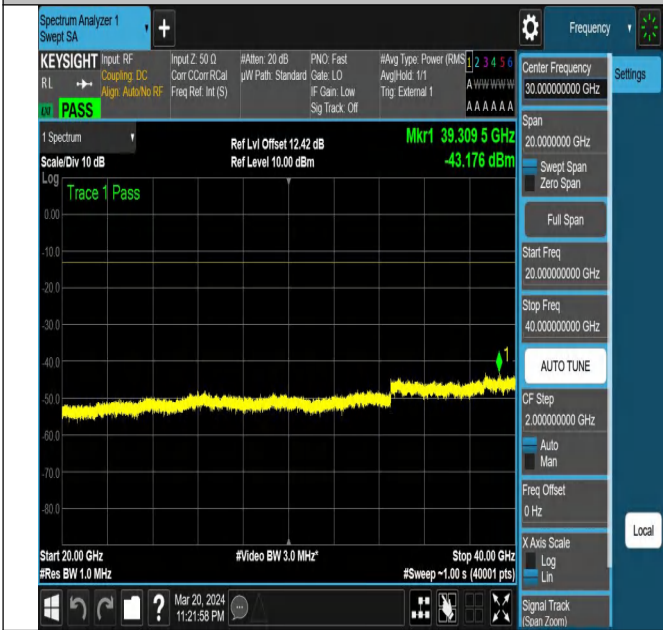 Spectrum Analyzer 1
Swept SA
+
Frequency
KEYSIGHT
RL
PASS
Input: RF
Coupling: DC
Align: Auto/No RF
Input Z: 50 Ω
Corr CCorr RCal
Freq Ref: Int (S)
#Atten: 20 dB
µW Path: Standard
PNO: Fast
Gate: LO
IF Gain: Low
Sig Track: Off
#Avg Type: Power (RMS
Avg|Hold: 1/1
Trig: External 1
1 2 3 4 5 6
A W W W W W
A A A A A A
1 Spectrum
Scale/Div 10 dB
Ref Lvl Offset 12.42 dB
Ref Level 10.00 dBm
Mkr1 39.309 5 GHz
-43.176 dBm
Log
Trace 1 Pass
0.00
-10.0
-20.0
-30.0
-40.0
-50.0
-60.0
-70.0
-80.0
1
Start 20.00 GHz
#Res BW 1.0 MHz
#Video BW 3.0 MHz*
Stop 40.00 GHz
#Sweep ~1.00 s (40001 pts)
Mar 20, 2024
11:21:58 PM
?
Center Frequency
30.000000000 GHz
Settings
Span
20.0000000 GHz
Swept Span
Zero Span
Full Span
Start Freq
20.000000000 GHz
Stop Freq
40.000000000 GHz
AUTO TUNE
CF Step
2.000000000 GHz
Auto
Man
Freq Offset
0 Hz
X Axis Scale
Log
Lin
Local
Signal Track
(Span Zoom)